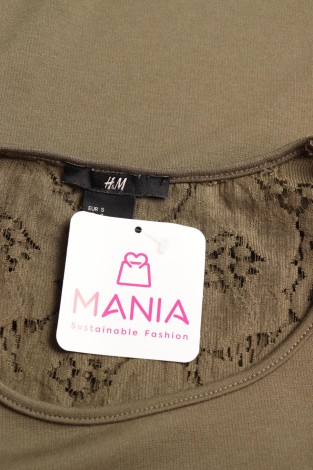 H&M
EUR S
MANIA
Sustainable Fashion